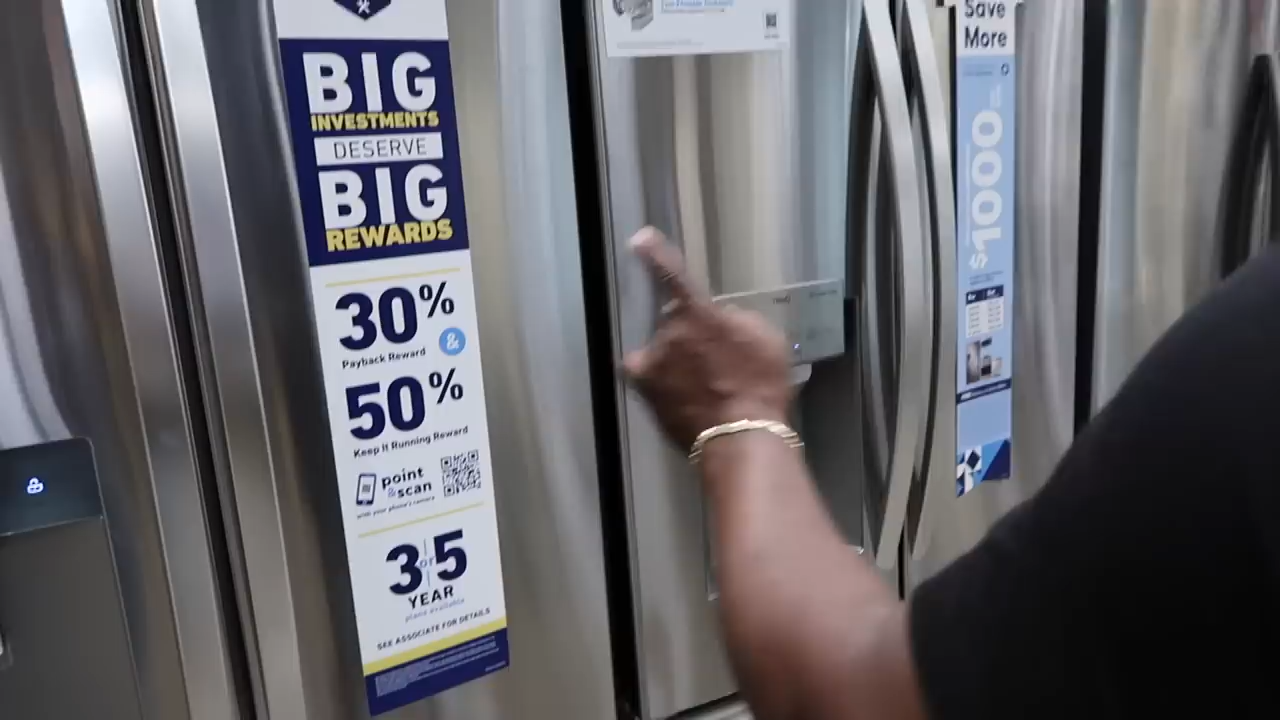 BIG
INVESTMENTS
DESERVE
BIG
REWARDS
30%
Payback Reward
&
50%
Keep It Running Reward
point
& scan
with your phone's camera
3 or 5
YEAR
plans available
SEE ASSOCIATE FOR DETAILS
Save
More
$1000